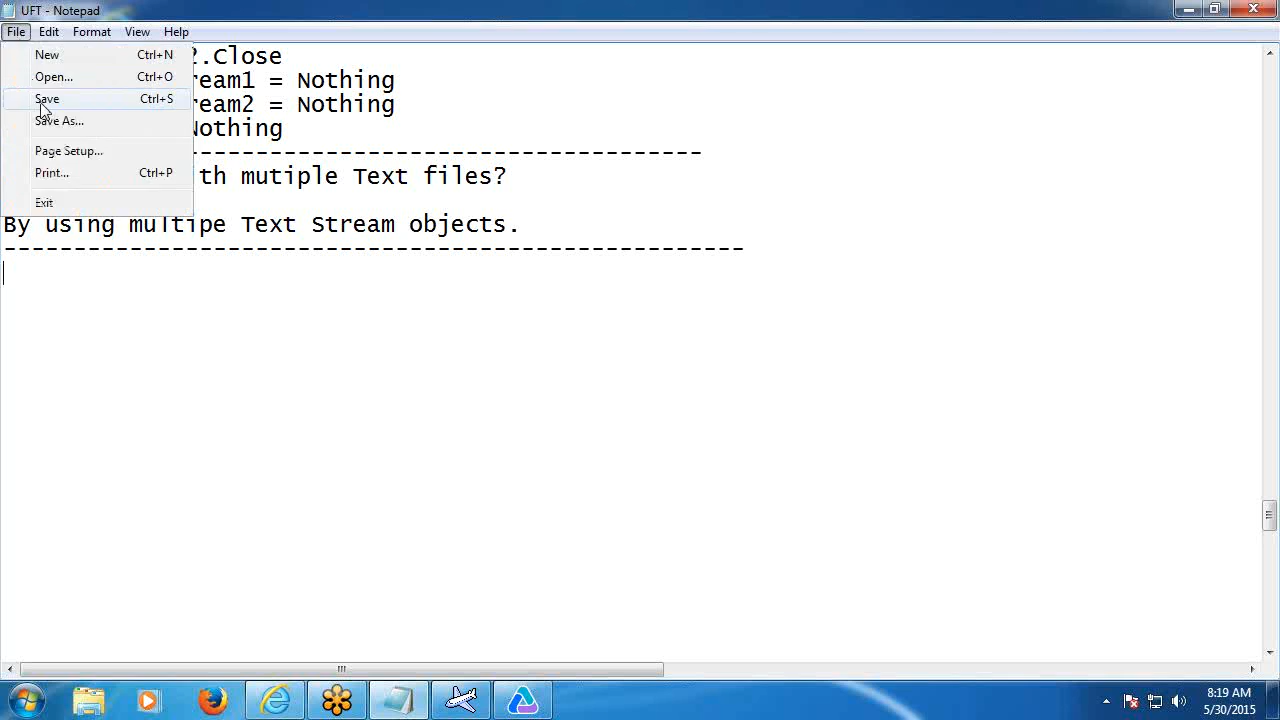 UFT - Notepad
File Edit Format View Help
New Ctrl+N
Open... Ctrl+O
Save Ctrl+S
Save As...
Page Setup...
Print... Ctrl+P
Exit
2.Close
ream1 = Nothing
ream2 = Nothing
Nothing
------------------------------------
th mutiple Text files?
By using multipe Text Stream objects.
-----------------------------------------------------
8:19 AM
5/30/2015